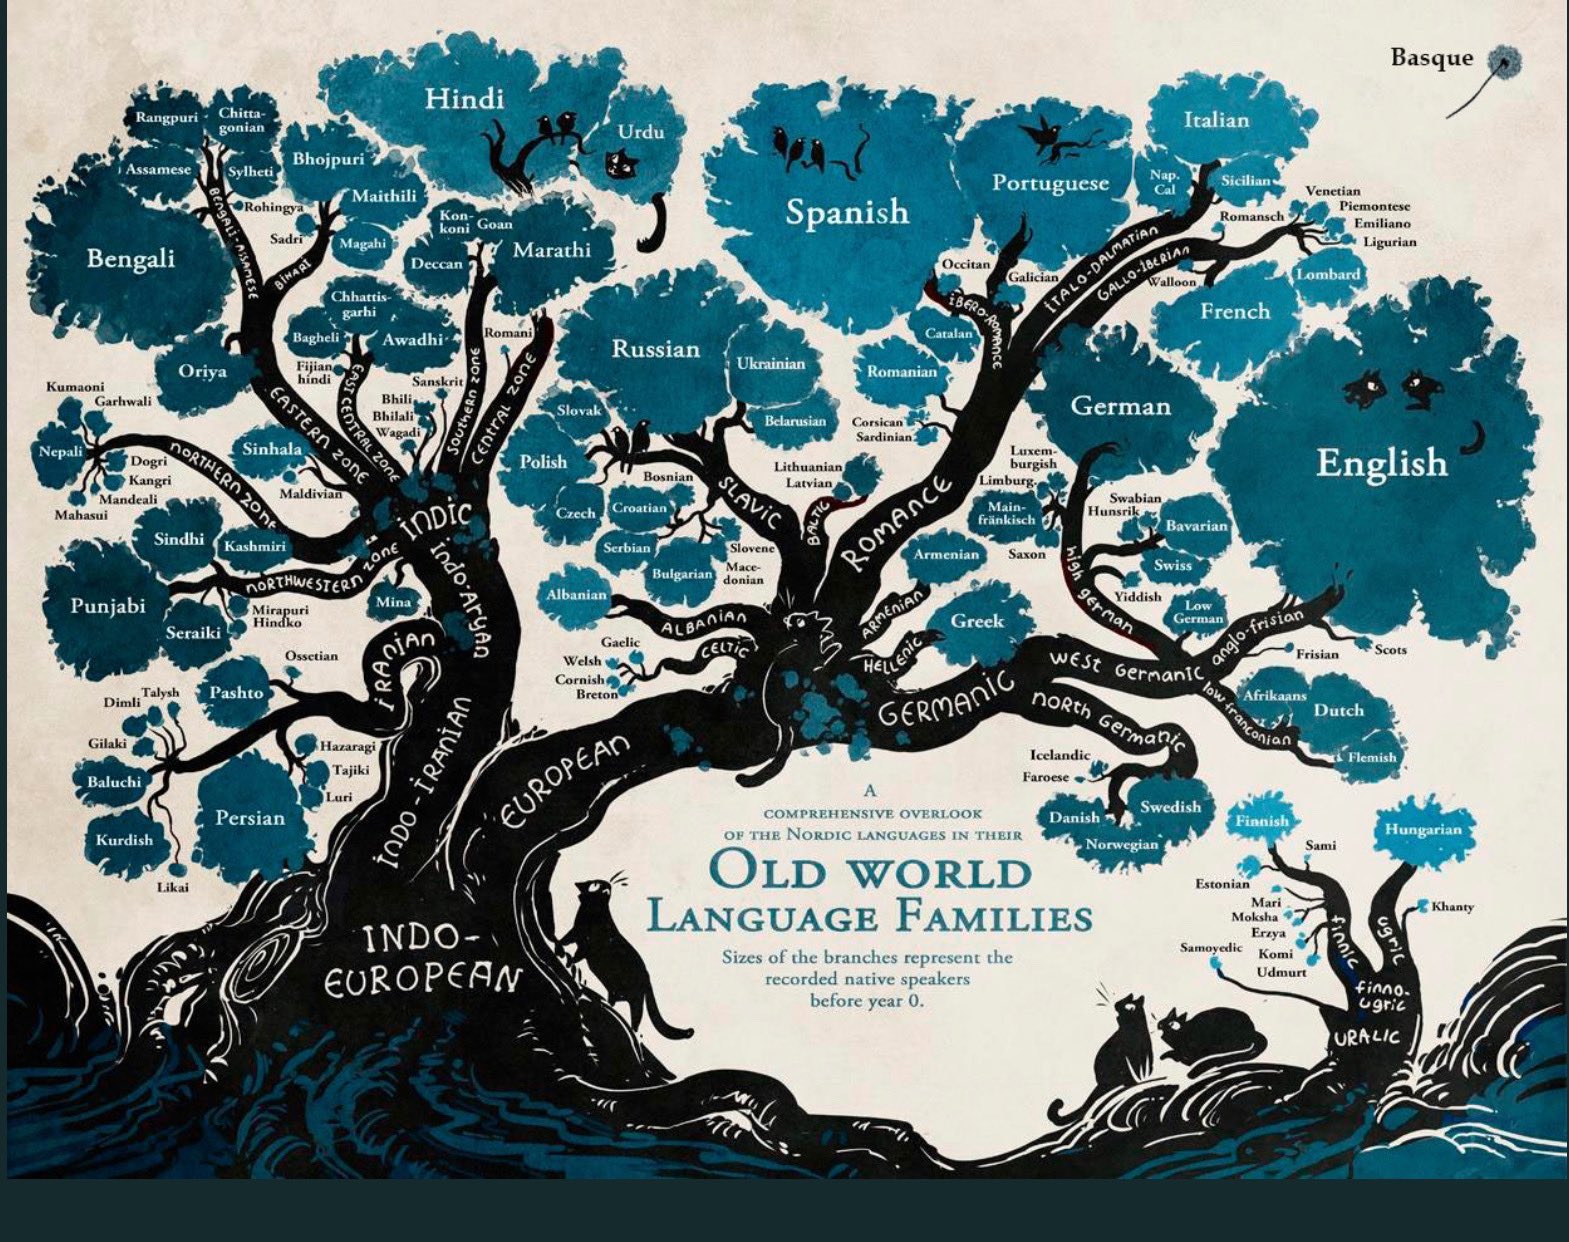 Basque
Hindi
Urdu
Rangpuri
Chitta-
gonian
Assamese
Sylheti
Bhojpuri
Maithili
Rohingya
Sadri
Magahi
Bengali
BENGALI-ASSAMESE
BIHARI
Kon-
koni
Goan
Deccan
Marathi
Chhattis-
garhi
Bagheli
Awadhi
Fijian
hindi
Oriya
Romani
Sanskrit
Bhili
Bhilali
Wagadi
EASTERN ZONE
EAST CENTRAL ZONE
SOUTHERN ZONE
CENTRAL ZONE
Kumaoni
Garhwali
Nepali
Dogri
Kangri
Mandeali
Mahasui
NORTHERN ZONE
Sinhala
Maldivian
Sindhi
Kashmiri
NORTHWESTERN ZONE
INDIC
Indo-Aryan
Punjabi
Seraiki
Mirapuri
Hindko
Mina
IRANIAN
Ossetian
Pashto
Talysh
Dimli
Gilaki
Baluchi
Kurdish
Likai
Hazaragi
Tajiki
Luri
Persian
INDO-IRANIAN
INDO-
EUROPEAN
EUROPEAN
Spanish
Portuguese
Italian
Nap.
Cal
Sicilian
Venetian
Piemontese
Emiliano
Ligurian
Romansch
Lombard
Walloon
French
Occitan
Galician
Catalan
IBERO-ROMANCE
ITALO-DALMATIAN
GALLO-IBERIAN
Romanian
Corsican
Sardinian
ROMANCE
Russian
Ukrainian
Belarusian
Slovak
Polish
Czech
Bosnian
Croatian
Serbian
Bulgarian
Slovene
Mace-
donian
SLAVIC
Lithuanian
Latvian
BALTIC
Albanian
ALBANIAN
Gaelic
Welsh
Cornish
Breton
CELTIC
Armenian
ARMENIAN
Greek
HELLENIC
GERMANIC
German
Luxem-
burgish
Limburg.
Main-
fränkisch
Saxon
Swabian
Hunsrik
Bavarian
Swiss
Yiddish
high german
Low
German
English
anglo-frisian
Frisian
Scots
WEST Germanic
low franconian
Afrikaans
Dutch
Flemish
NORTH Germanic
Icelandic
Faroese
Danish
Swedish
Norwegian
A
COMPREHENSIVE OVERLOOK
OF THE NORDIC LANGUAGES IN THEIR
OLD WORLD
LANGUAGE FAMILIES
Sizes of the branches represent the
recorded native speakers
before year 0.
Finnish
Hungarian
Sami
Estonian
Mari
Moksha
Erzya
Komi
Udmurt
Samoyedic
Khanty
finnic
ugric
finno-
ugric
URALIC